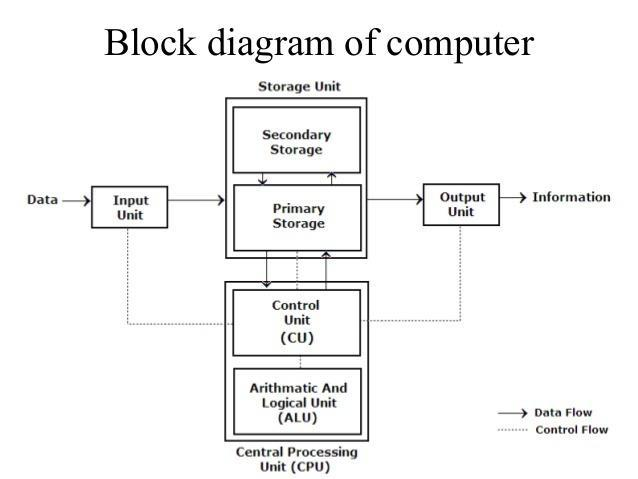 Block diagram of computer
Storage Unit
Secondary
Storage
Data
Input
Unit
Primary
Storage
Output
Unit
Information
Control
Unit
(CU)
Arithmatic And
Logical Unit
(ALU)
Central Processing
Unit (CPU)
Data Flow
Control Flow